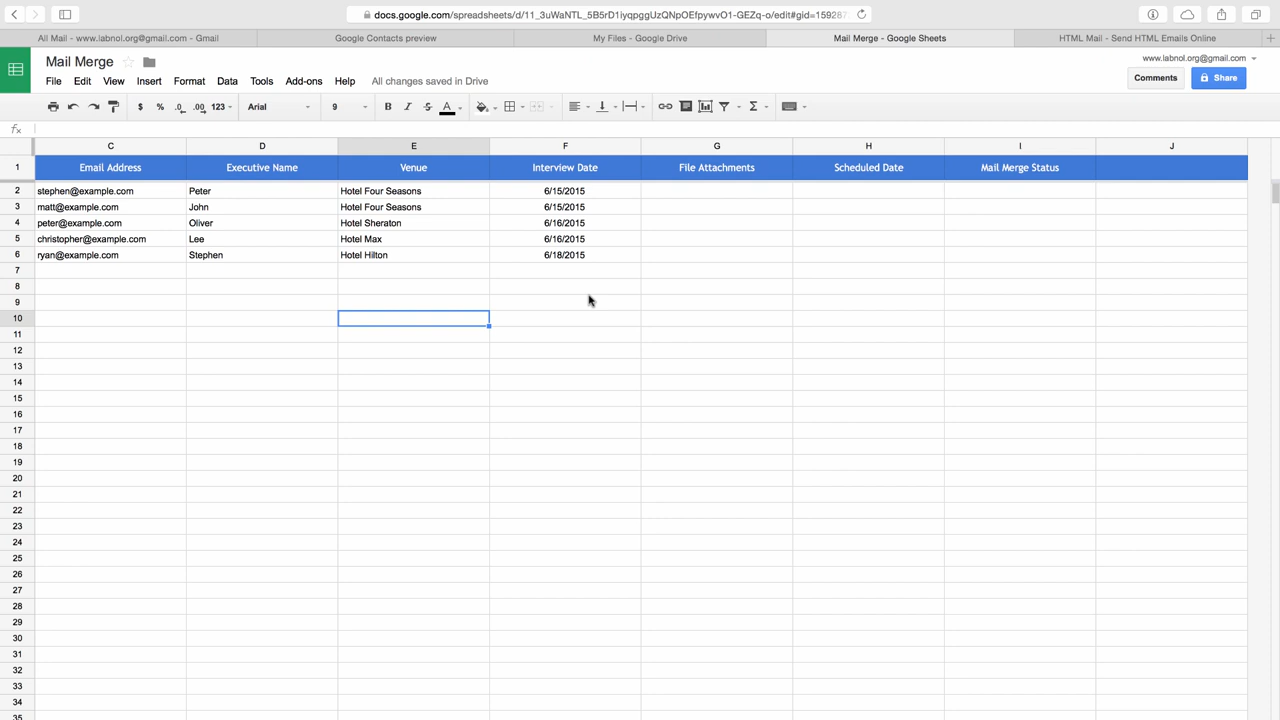 docs.google.com/spreadsheets/d/11_3uWaNTL_5B5rD1iyqpggUzQNpOEfpywvO1-GEZq-o/edit#gid=159287
All Mail - www.labnol.org@gmail.com - Gmail
Google Contacts preview
My Files - Google Drive
Mail Merge - Google Sheets
HTML Mail - Send HTML Emails Online
Mail Merge
www.labnol.org@gmail.com
File Edit View Insert Format Data Tools Add-ons Help All changes saved in Drive
Comments Share
$ % .0 .00 123 Arial 9 B I S A Σ
fx
C D E F G H I J
1 Email Address Executive Name Venue Interview Date File Attachments Scheduled Date Mail Merge Status
2 stephen@example.com Peter Hotel Four Seasons 6/15/2015
3 matt@example.com John Hotel Four Seasons 6/15/2015
4 peter@example.com Oliver Hotel Sheraton 6/16/2015
5 christopher@example.com Lee Hotel Max 6/16/2015
6 ryan@example.com Stephen Hotel Hilton 6/18/2015
7
8
9
10
11
12
13
14
15
16
17
18
19
20
21
22
23
24
25
26
27
28
29
30
31
32
33
34
35